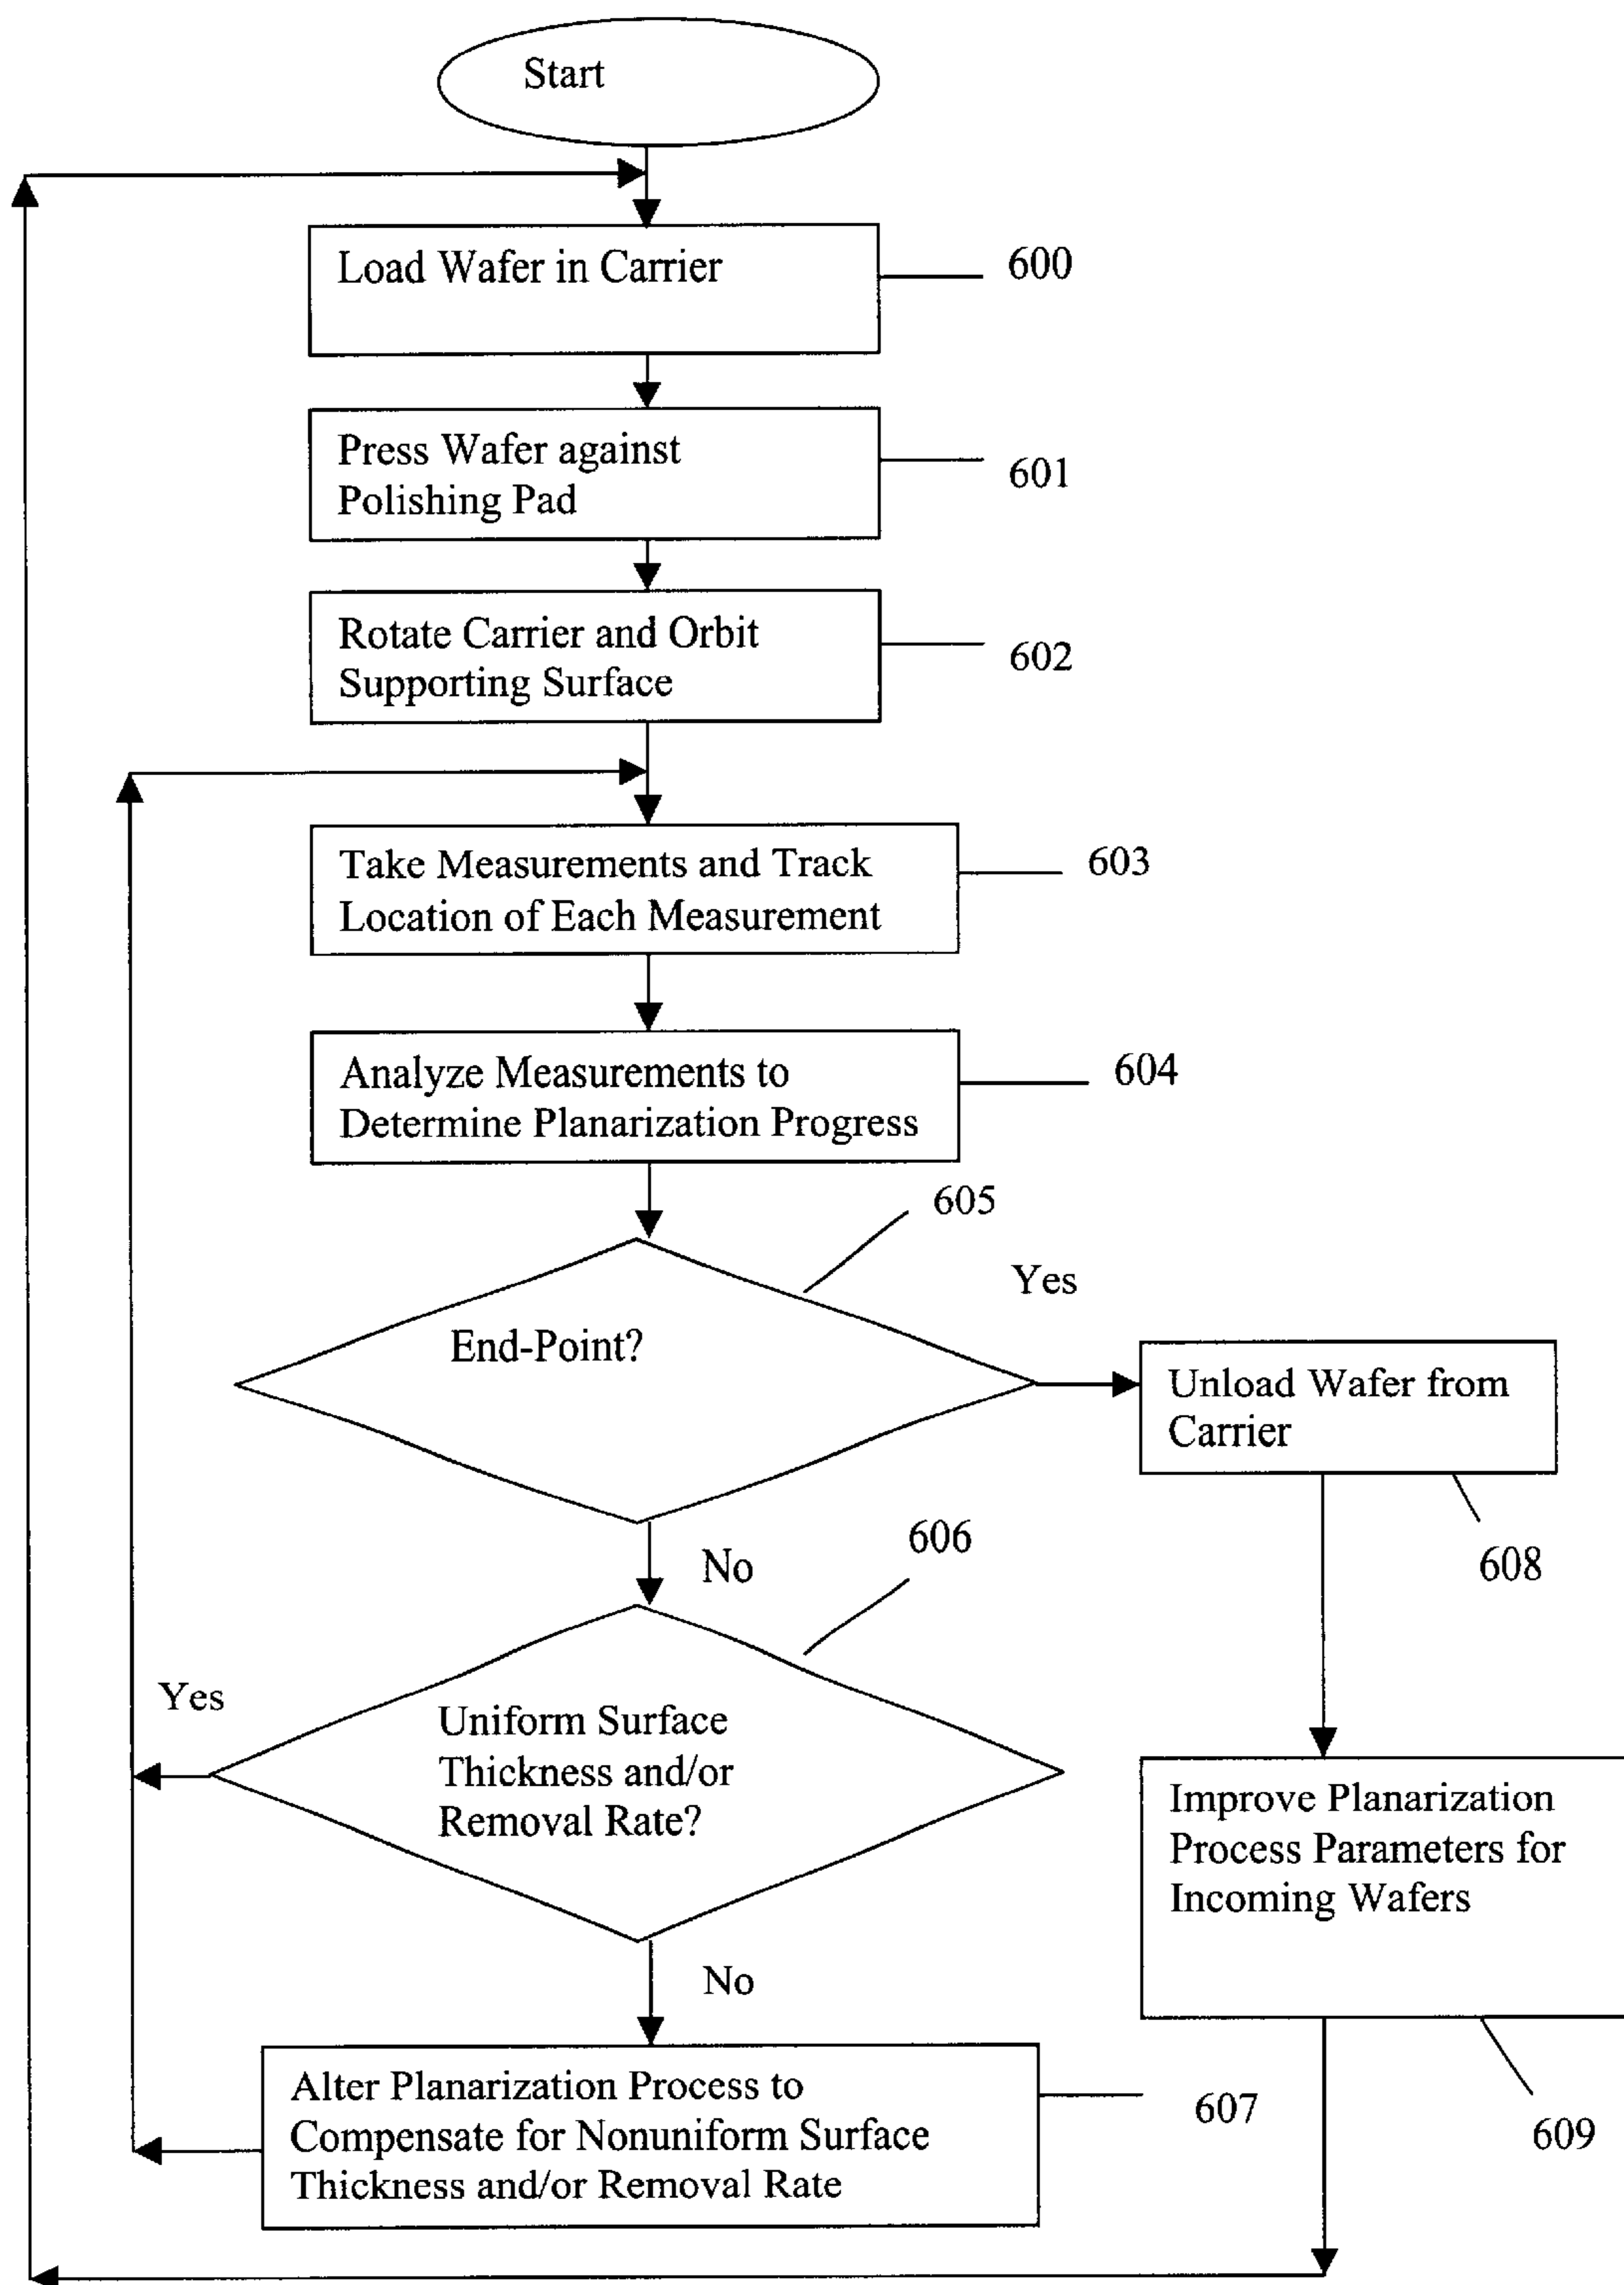 Start
Load Wafer in Carrier
600
Press Wafer against
Polishing Pad
601
Rotate Carrier and Orbit
Supporting Surface
602
Take Measurements and Track
Location of Each Measurement
603
Analyze Measurements to
Determine Planarization Progress
604
605
End-Point?
Yes
Unload Wafer from
Carrier
608
No
606
Uniform Surface
Thickness and/or
Removal Rate?
Yes
No
Improve Planarization
Process Parameters for
Incoming Wafers
609
Alter Planarization Process to
Compensate for Nonuniform Surface
Thickness and/or Removal Rate
607